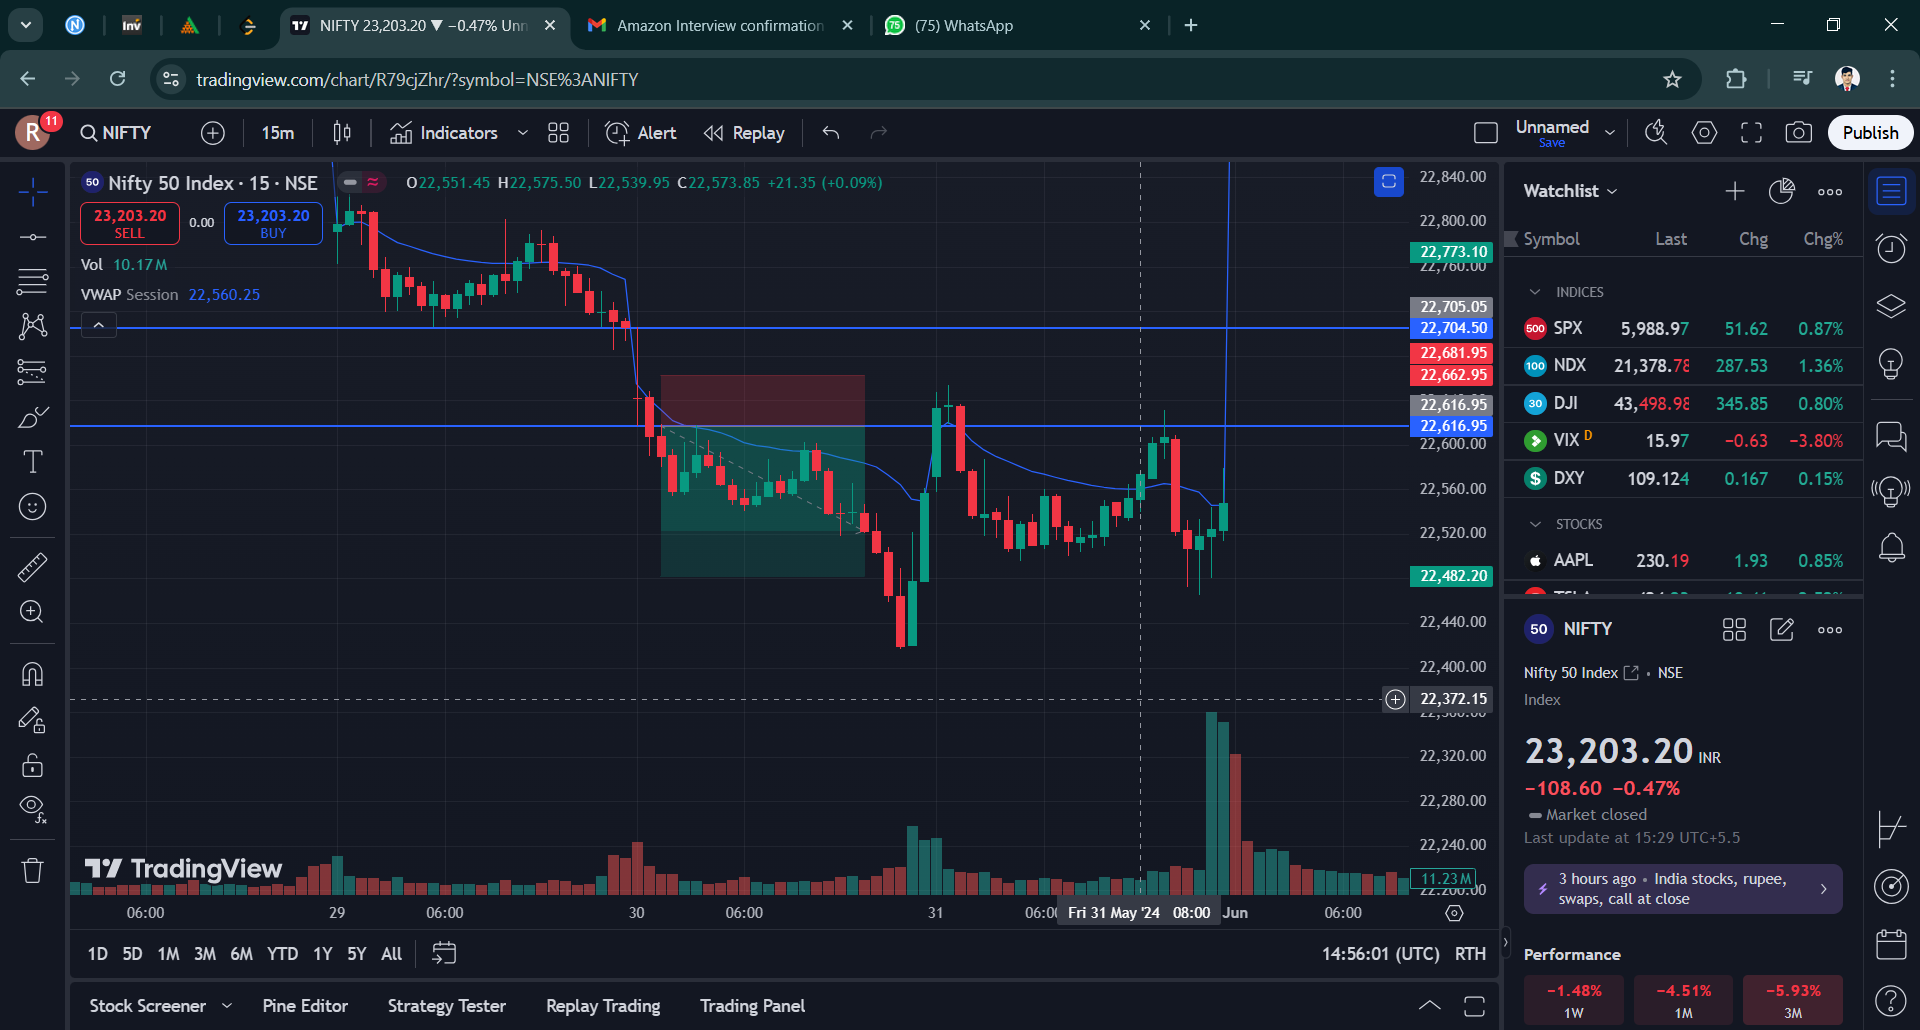 NIFTY 23,203.20 ▼ −0.47% Unn
Amazon Interview confirmation
(75) WhatsApp
tradingview.com/chart/R79cjZhr/?symbol=NSE%3ANIFTY
R 11 NIFTY 15m Indicators Alert Replay Unnamed Save Publish
50 Nifty 50 Index · 15 · NSE O22,551.45 H22,575.50 L22,539.95 C22,573.85 +21.35 (+0.09%)
23,203.20 SELL 0.00 23,203.20 BUY
Vol 10.17 M
VWAP Session 22,560.25
22,840.00
22,800.00
22,773.10
22,760.00
22,705.05
22,704.50
22,681.95
22,662.95
22,616.95
22,616.95
22,600.00
22,560.00
22,520.00
22,482.20
22,440.00
22,400.00
22,372.15
22,360.00
22,320.00
22,280.00
22,240.00
11.23 M
22,200.00
TradingView
06:00 29 06:00 30 06:00 31 06:00 Fri 31 May '24 08:00 Jun 06:00
1D 5D 1M 3M 6M YTD 1Y 5Y All 14:56:01 (UTC) RTH
Stock Screener Pine Editor Strategy Tester Replay Trading Trading Panel
Watchlist
Symbol Last Chg Chg%
INDICES
500 SPX 5,988.97 51.62 0.87%
100 NDX 21,378.78 287.53 1.36%
30 DJI 43,498.98 345.85 0.80%
VIX D 15.97 −0.63 −3.80%
$ DXY 109.124 0.167 0.15%
STOCKS
AAPL 230.19 1.93 0.85%
50 NIFTY
Nifty 50 Index • NSE
Index
23,203.20 INR
−108.60 −0.47%
Market closed
Last update at 15:29 UTC+5.5
3 hours ago • India stocks, rupee,
swaps, call at close
Performance
−1.48% −4.51% −5.93%
1W 1M 3M